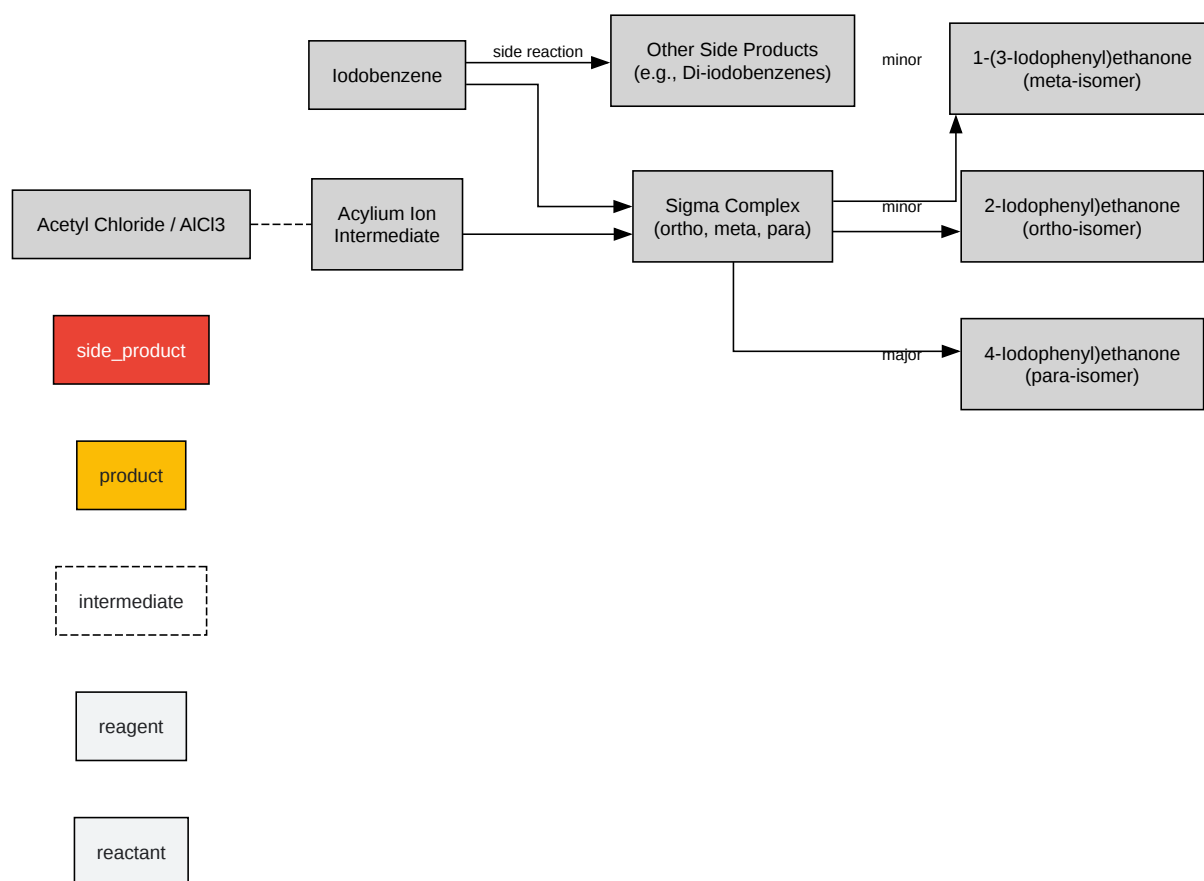 Iodobenzene
side reaction
Other Side Products
(e.g., Di-iodobenzenes)
minor
1-(3-Iodophenyl)ethanone
(meta-isomer)
Acetyl Chloride / AlCl3
Acylium Ion
Intermediate
Sigma Complex
(ortho, meta, para)
minor
2-Iodophenyl)ethanone
(ortho-isomer)
major
4-Iodophenyl)ethanone
(para-isomer)
side_product
product
intermediate
reagent
reactant